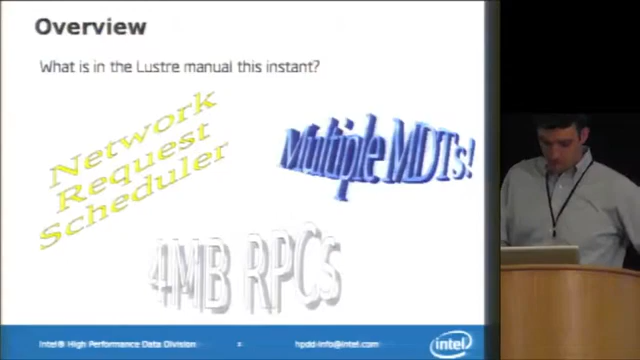 Overview
What is in the Lustre manual this instant?
Network
Request
Scheduler
Multiple MDTs!
4MB RPCs
Intel® High Performance Data Division
hpdd-info@intel.com
intel